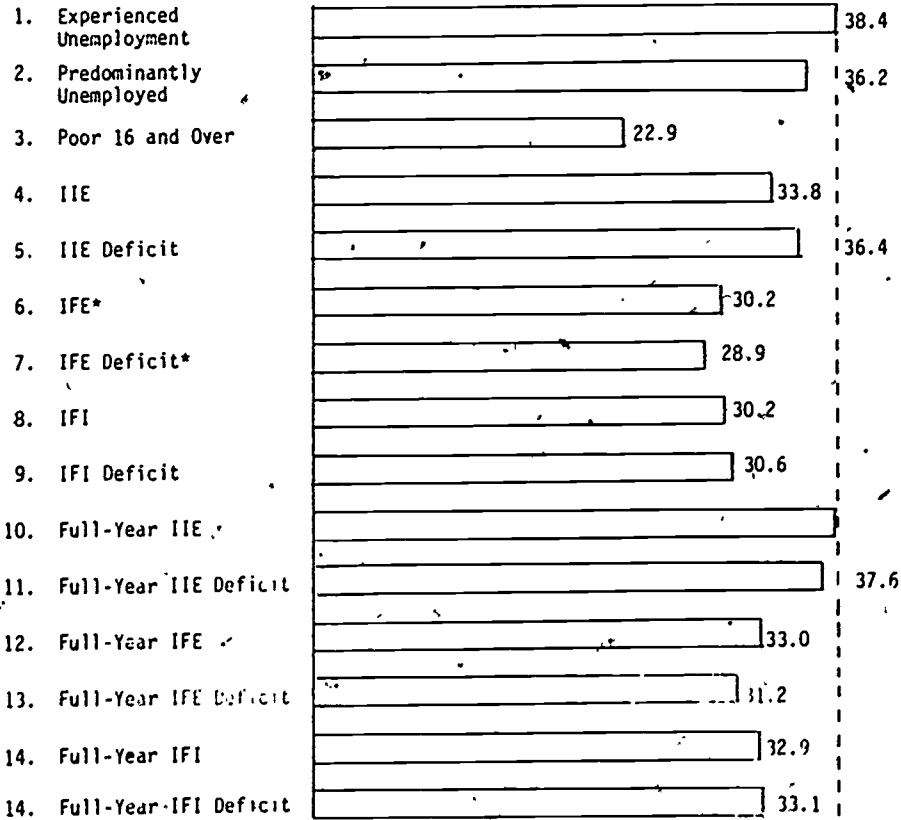 1. Experienced
Unemployment 38.4
2. Predominantly
Unemployed 36.2
3. Poor 16 and Over 22.9
4. IIE 33.8
5. IIE Deficit 36.4
6. IFE* 30.2
7. IFE Deficit* 28.9
8. IFI 30.2
9. IFI Deficit 30.6
10. Full-Year IIE
11. Full-Year IIE Deficit 37.6
12. Full-Year IFE 33.0
13. Full-Year IFE Deficit 31.2
14. Full-Year IFI 32.9
14. Full-Year IFI Deficit 33.1